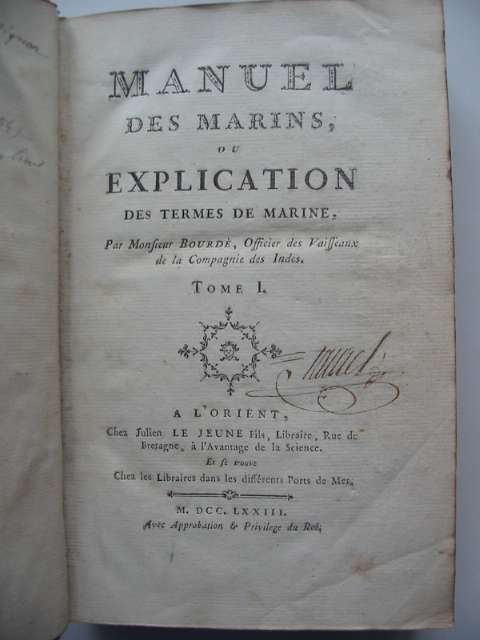 MANUEL
DES MARINS,
OU
EXPLICATION
DES TERMES DE MARINE,
Par Monſieur BOURDÉ, Officier des Vaiſſeaux
de la Compagnie des Indes.
TOME I.
A L'ORIENT,
Chez Julien LE JEUNE Fils, Libraire, Rue de
Bretagne, à l'Avantage de la Science.
Et ſe trouve
Chez les Libraires dans les différents Ports de Mer.
M. DCC. LXXIII.
Avec Approbation & Privilege du Roi.